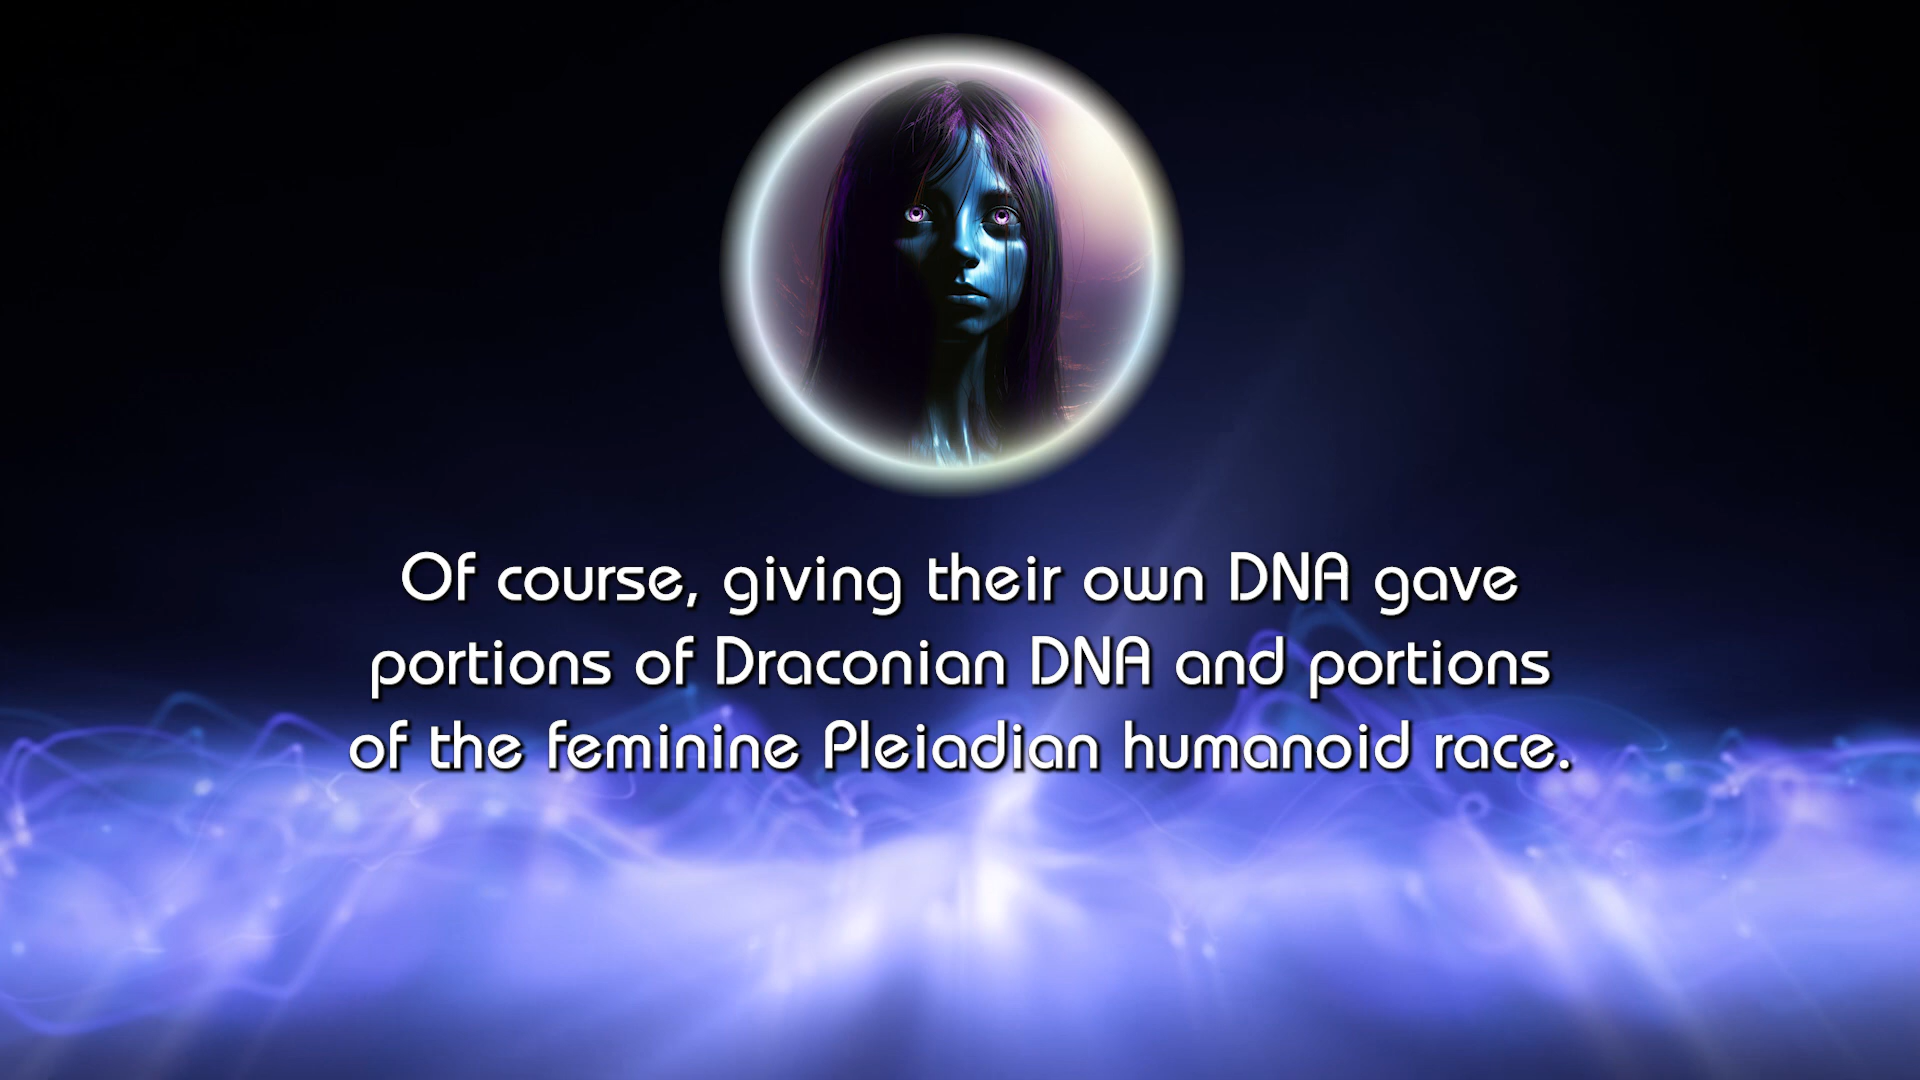 Of course, giving their own DNA gave
portions of Draconian DNA and portions
of the feminine Pleiadian humanoid race.